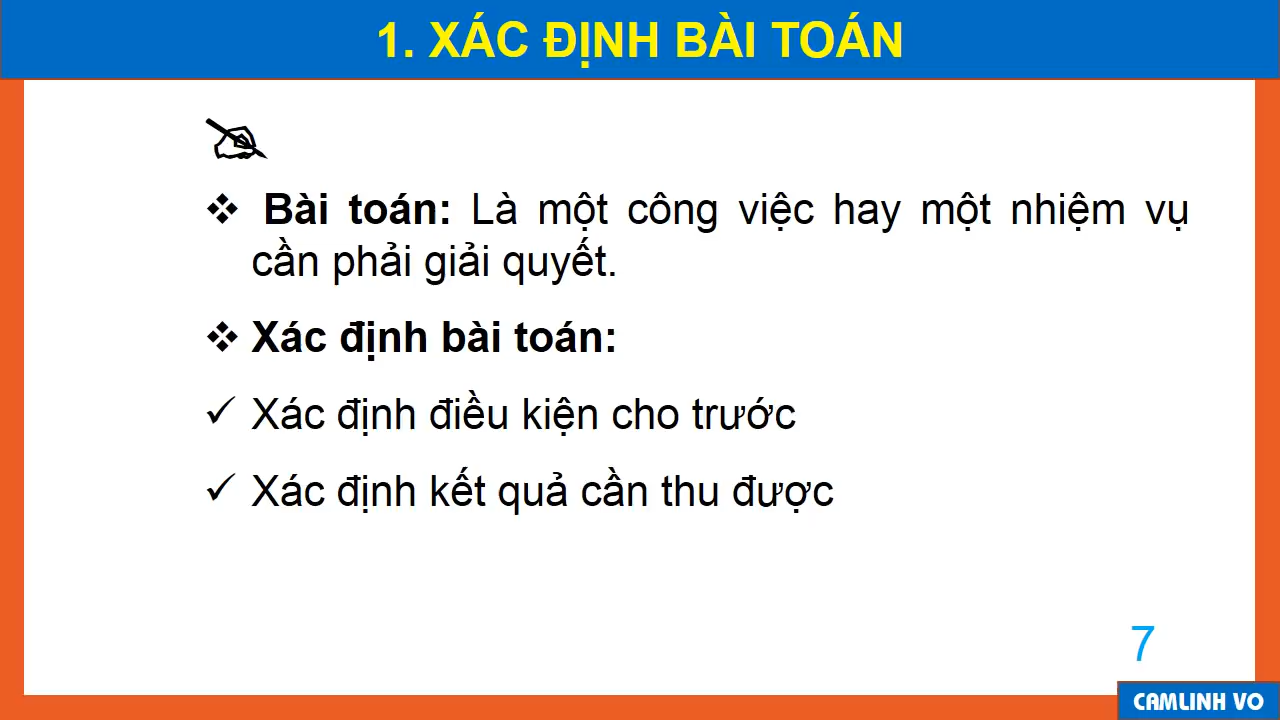 1. XÁC ĐỊNH BÀI TOÁN
Bài toán: Là một công việc hay một nhiệm vụ
cần phải giải quyết.
Xác định bài toán:
Xác định điều kiện cho trước
Xác định kết quả cần thu được
7
CAMLINH VO